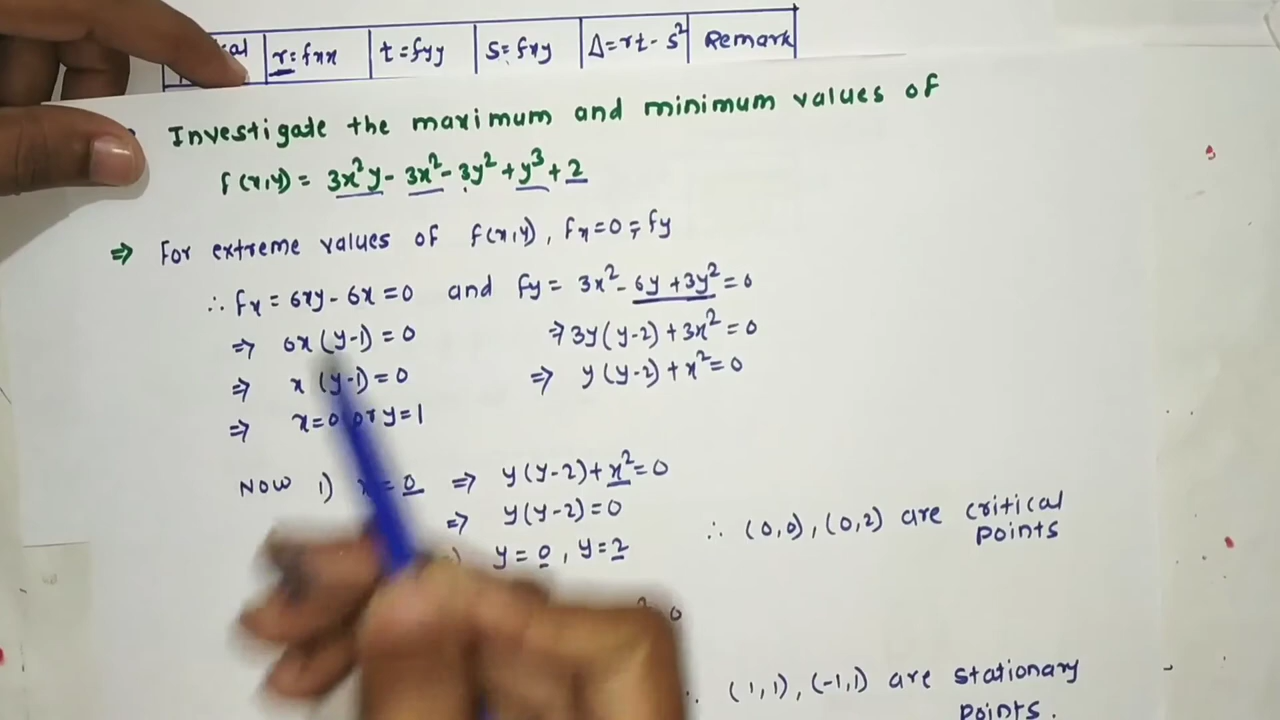 r=fxx t=fyy S=fxy Δ=rt-s² Remark
Investigate the maximum and minimum values of
f(x,y) = 3x²y - 3x² - 3y² + y³ + 2
⇒ For extreme values of f(x,y), fx=0=fy
∴ fx = 6xy - 6x = 0 and fy = 3x² - 6y + 3y² = 0
⇒ 6x(y-1) = 0 ⇒ 3y(y-2) + 3x² = 0
⇒ x(y-1) = 0 ⇒ y(y-2) + x² = 0
⇒ x=0 or y=1
Now 1) x = 0 ⇒ y(y-2) + x² = 0
⇒ y(y-2) = 0
y = 0, y = 2 ∴ (0,0), (0,2) are critical
points
0
(1,1), (-1,1) are stationary
points.